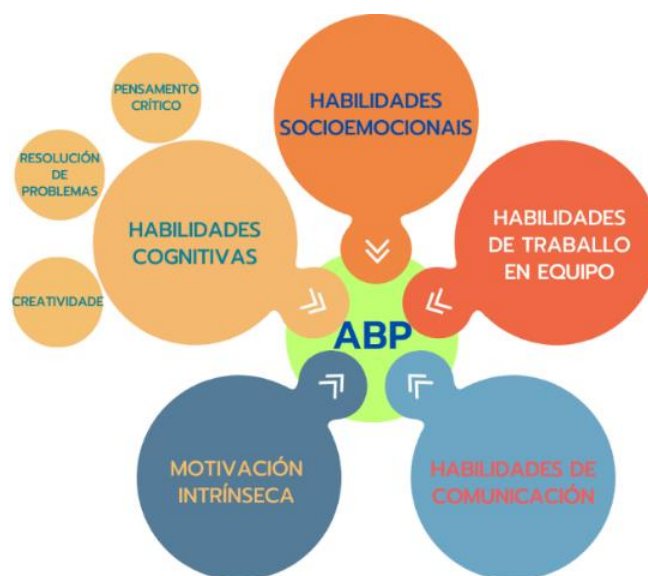 PENSAMENTO
CRÍTICO
RESOLUCIÓN
DE
PROBLEMAS
CREATIVIDADE
HABILIDADES
COGNITIVAS
HABILIDADES
SOCIOEMOCIONAIS
HABILIDADES
DE TRABALLO
EN EQUIPO
ABP
MOTIVACIÓN
INTRÍNSECA
HABILIDADES DE
COMUNICACIÓN